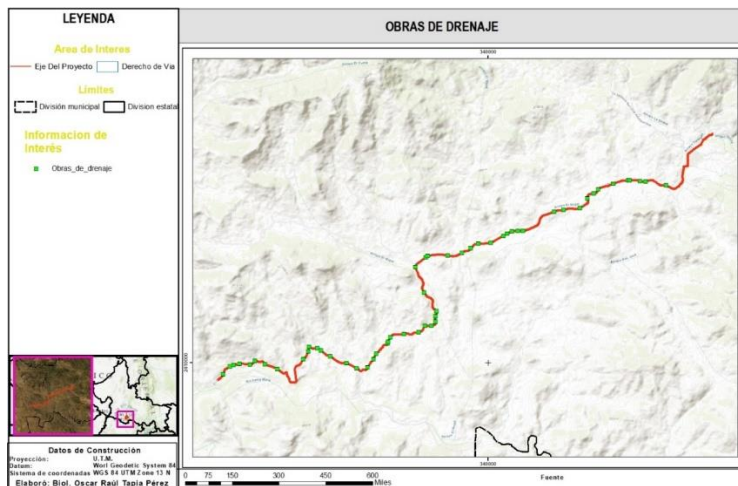 LEYENDA
Area de Interes
Eje Del Proyecto
Derecho de Via
Limites
División municipal
Division estatal
Informacion de
Interés
Obras_de_drenaje
OBRAS DE DRENAJE
340000
340000
Datos de Construcción
Proyección: U.T.M.
Datum: Worl Geodetic System 84
Sistema de coordenadas WGS 84 UTM Zone 13 N
Elaboró: Biol. Oscar Raúl Tapia Pérez
0 75 150 300 450 600
Miles
Fuente